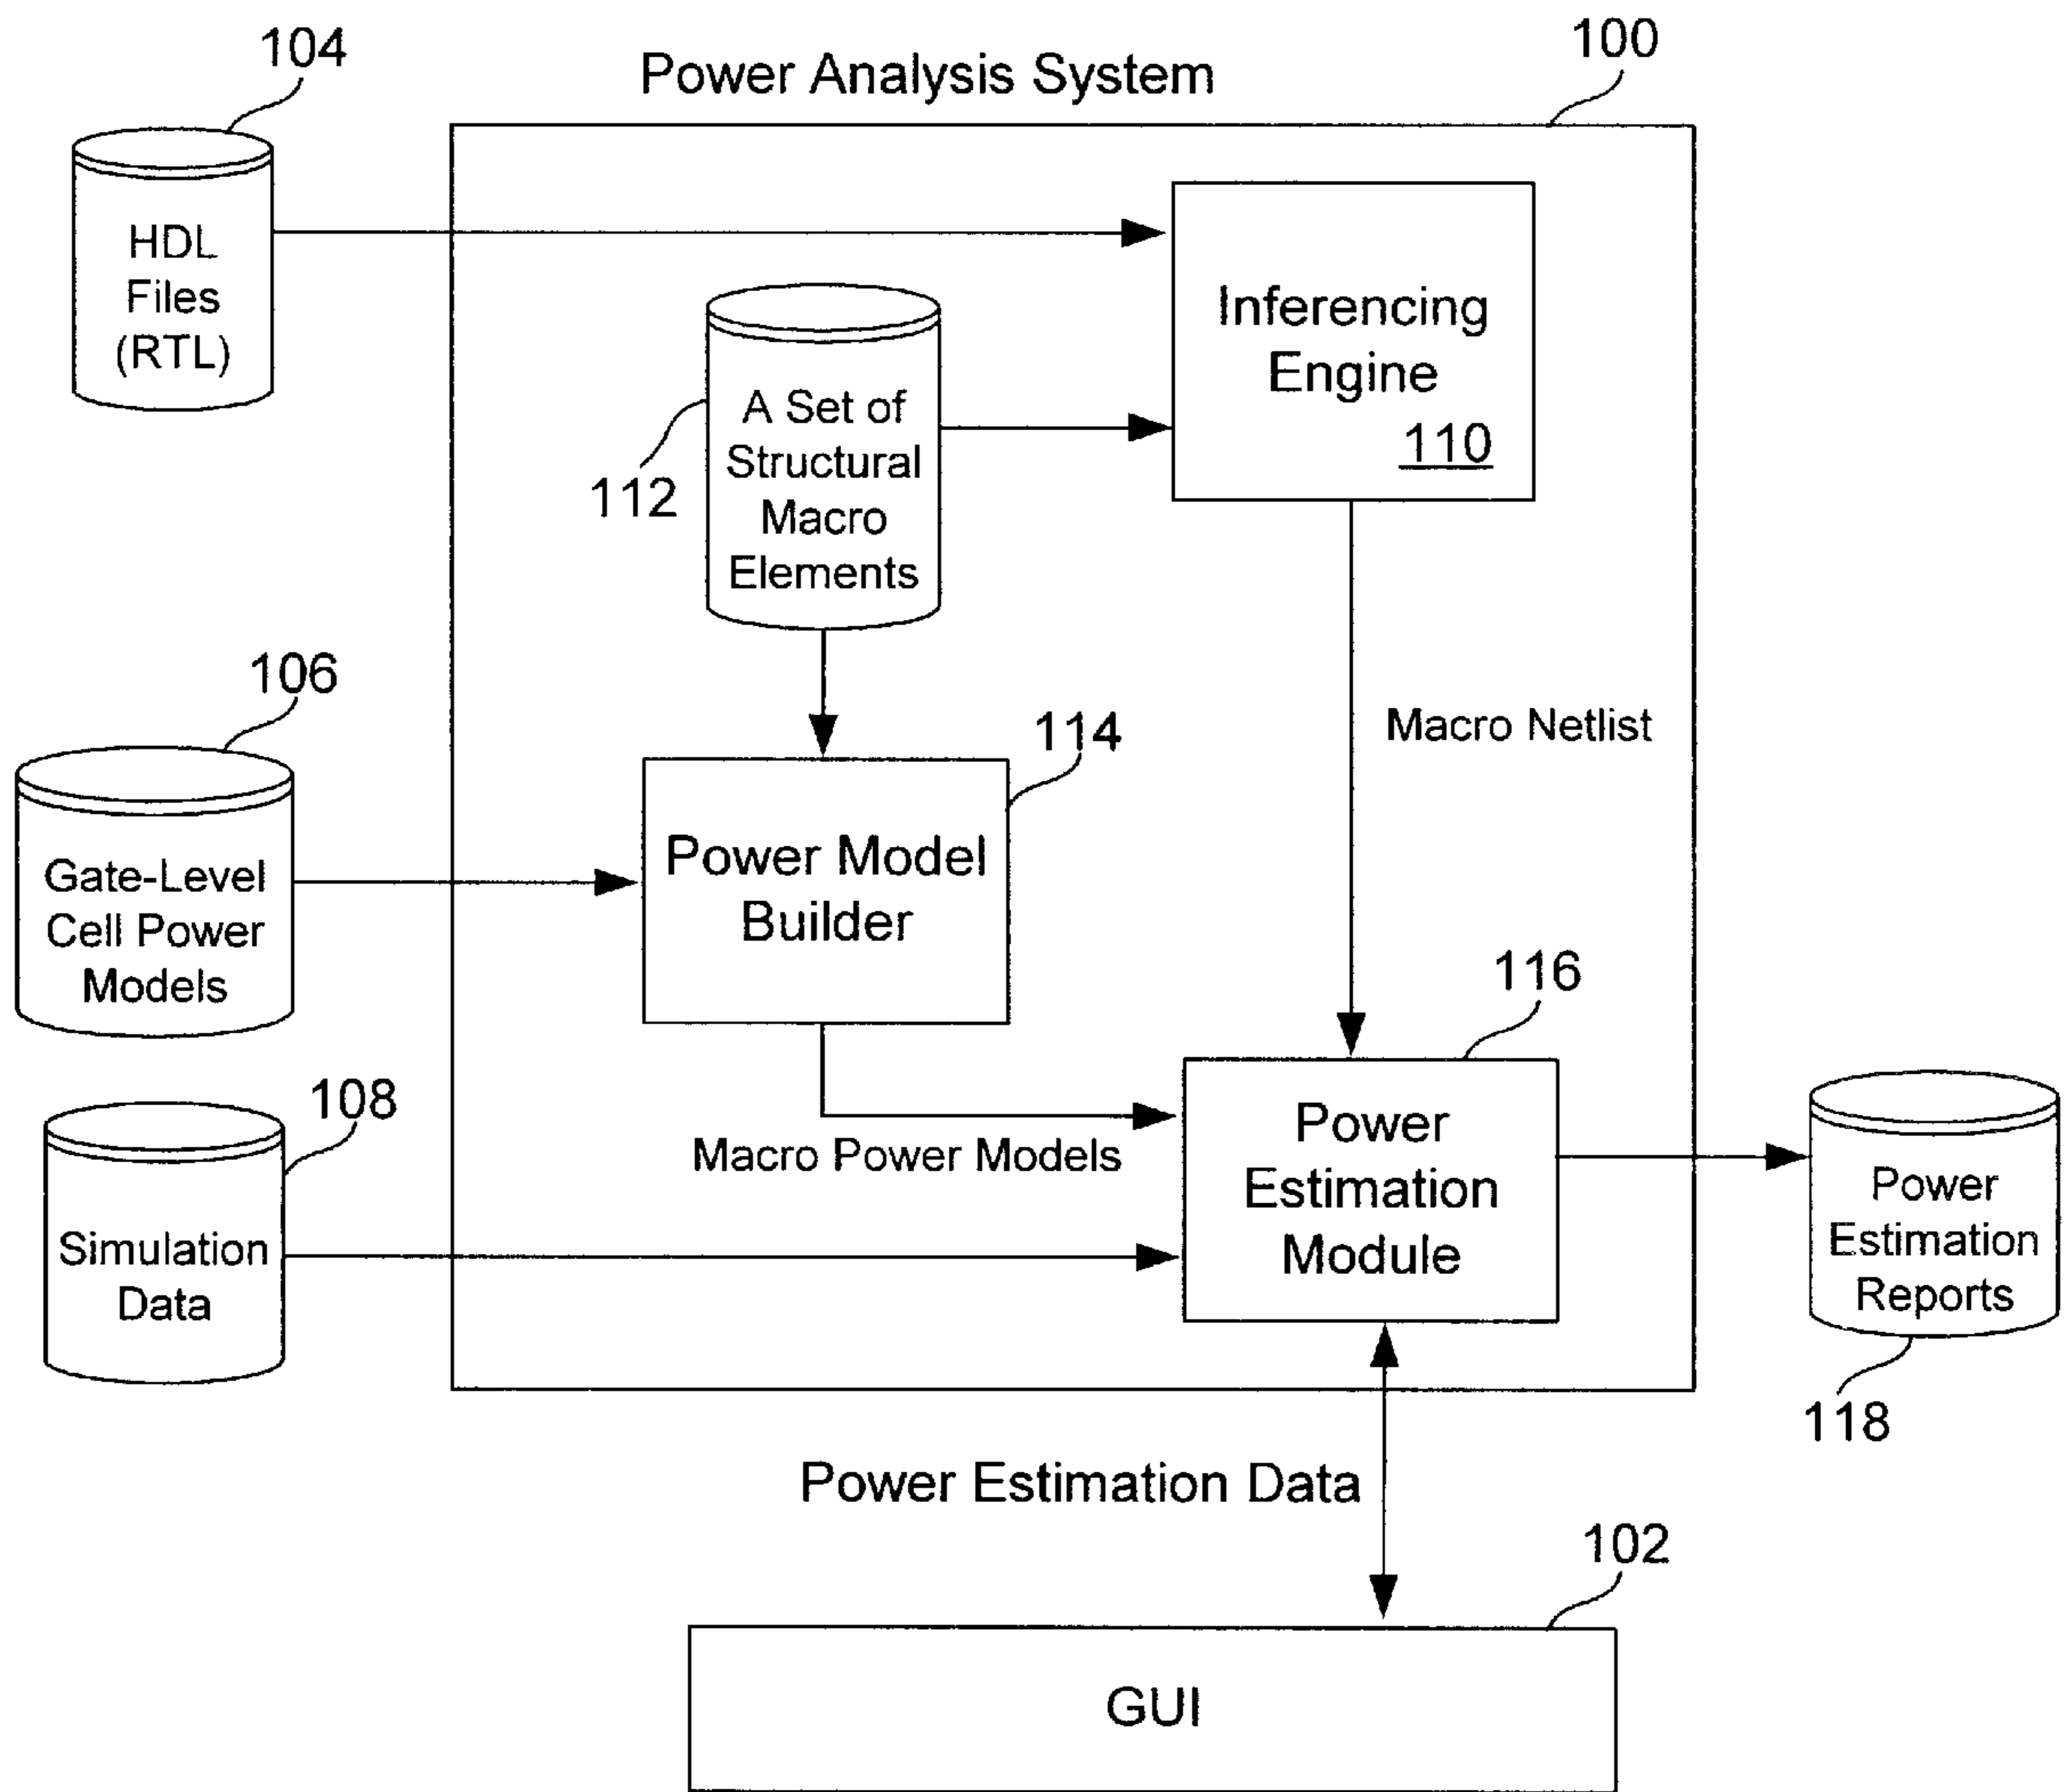 104
Power Analysis System
100
HDL
Files
(RTL)
Inferencing
Engine
110
A Set of
Structural
Macro
Elements
112
106
114
Macro Netlist
Gate-Level
Cell Power
Models
Power Model
Builder
116
108
Macro Power Models
Power
Estimation
Module
Simulation
Data
Power
Estimation
Reports
118
Power Estimation Data
102
GUI